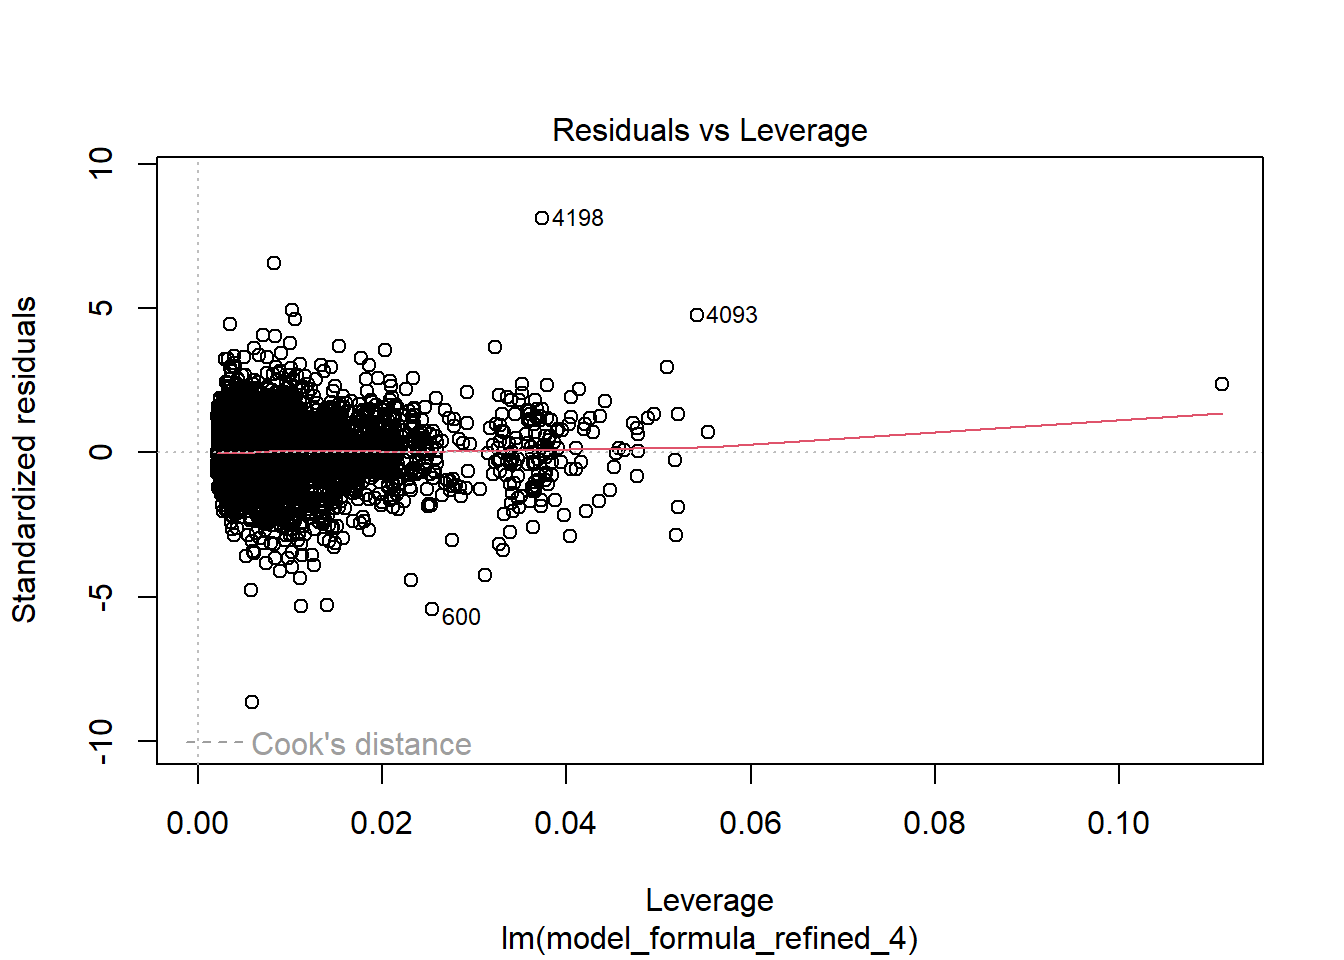 Residuals vs Leverage
Standardized residuals
10
5
0
-5
-10
4198
4093
600
Cook's distance
0.00 0.02 0.04 0.06 0.08 0.10
Leverage
lm(model_formula_refined_4)